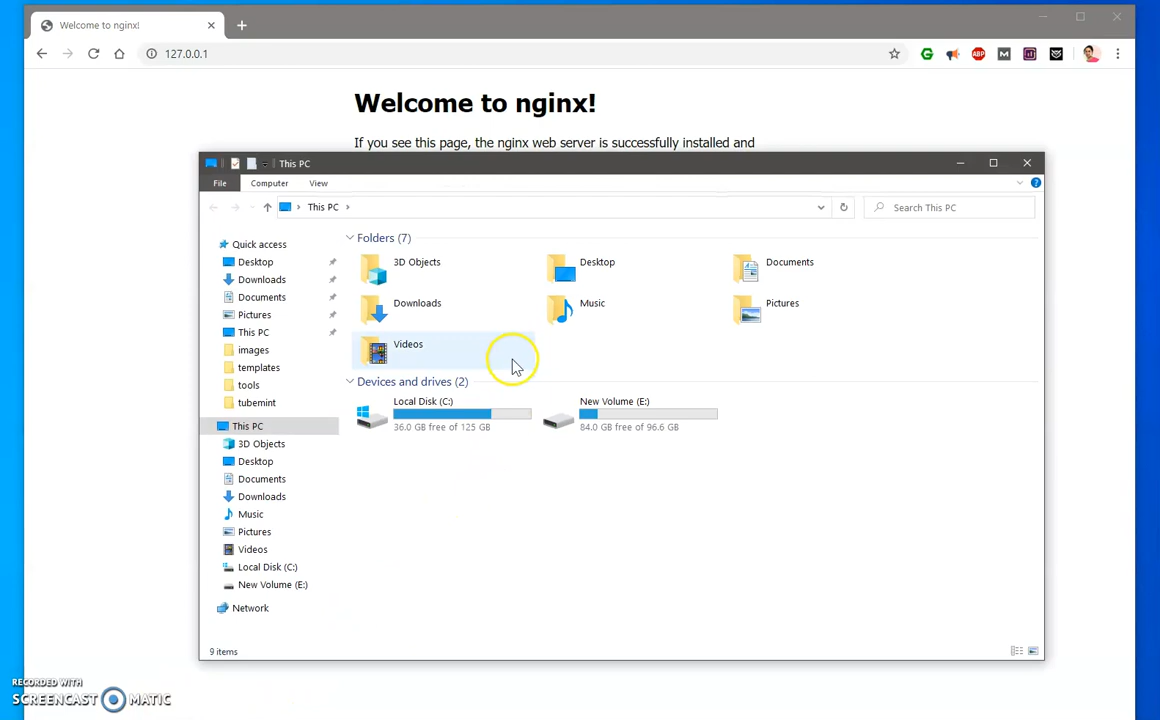 Welcome to nginx!
127.0.0.1
G
ABP
M
Welcome to nginx!
If you see this page, the nginx web server is successfully installed and
This PC
File Computer View
This PC
Search This PC
Quick access
Desktop
Downloads
Documents
Pictures
This PC
images
templates
tools
tubemint
This PC
3D Objects
Desktop
Documents
Downloads
Music
Pictures
Videos
Local Disk (C:)
New Volume (E:)
Network
Folders (7)
3D Objects
Desktop
Documents
Downloads
Music
Pictures
Videos
Devices and drives (2)
Local Disk (C:)
36.0 GB free of 125 GB
New Volume (E:)
84.0 GB free of 96.6 GB
9 items
RECORDED WITH
SCREENCAST MATIC